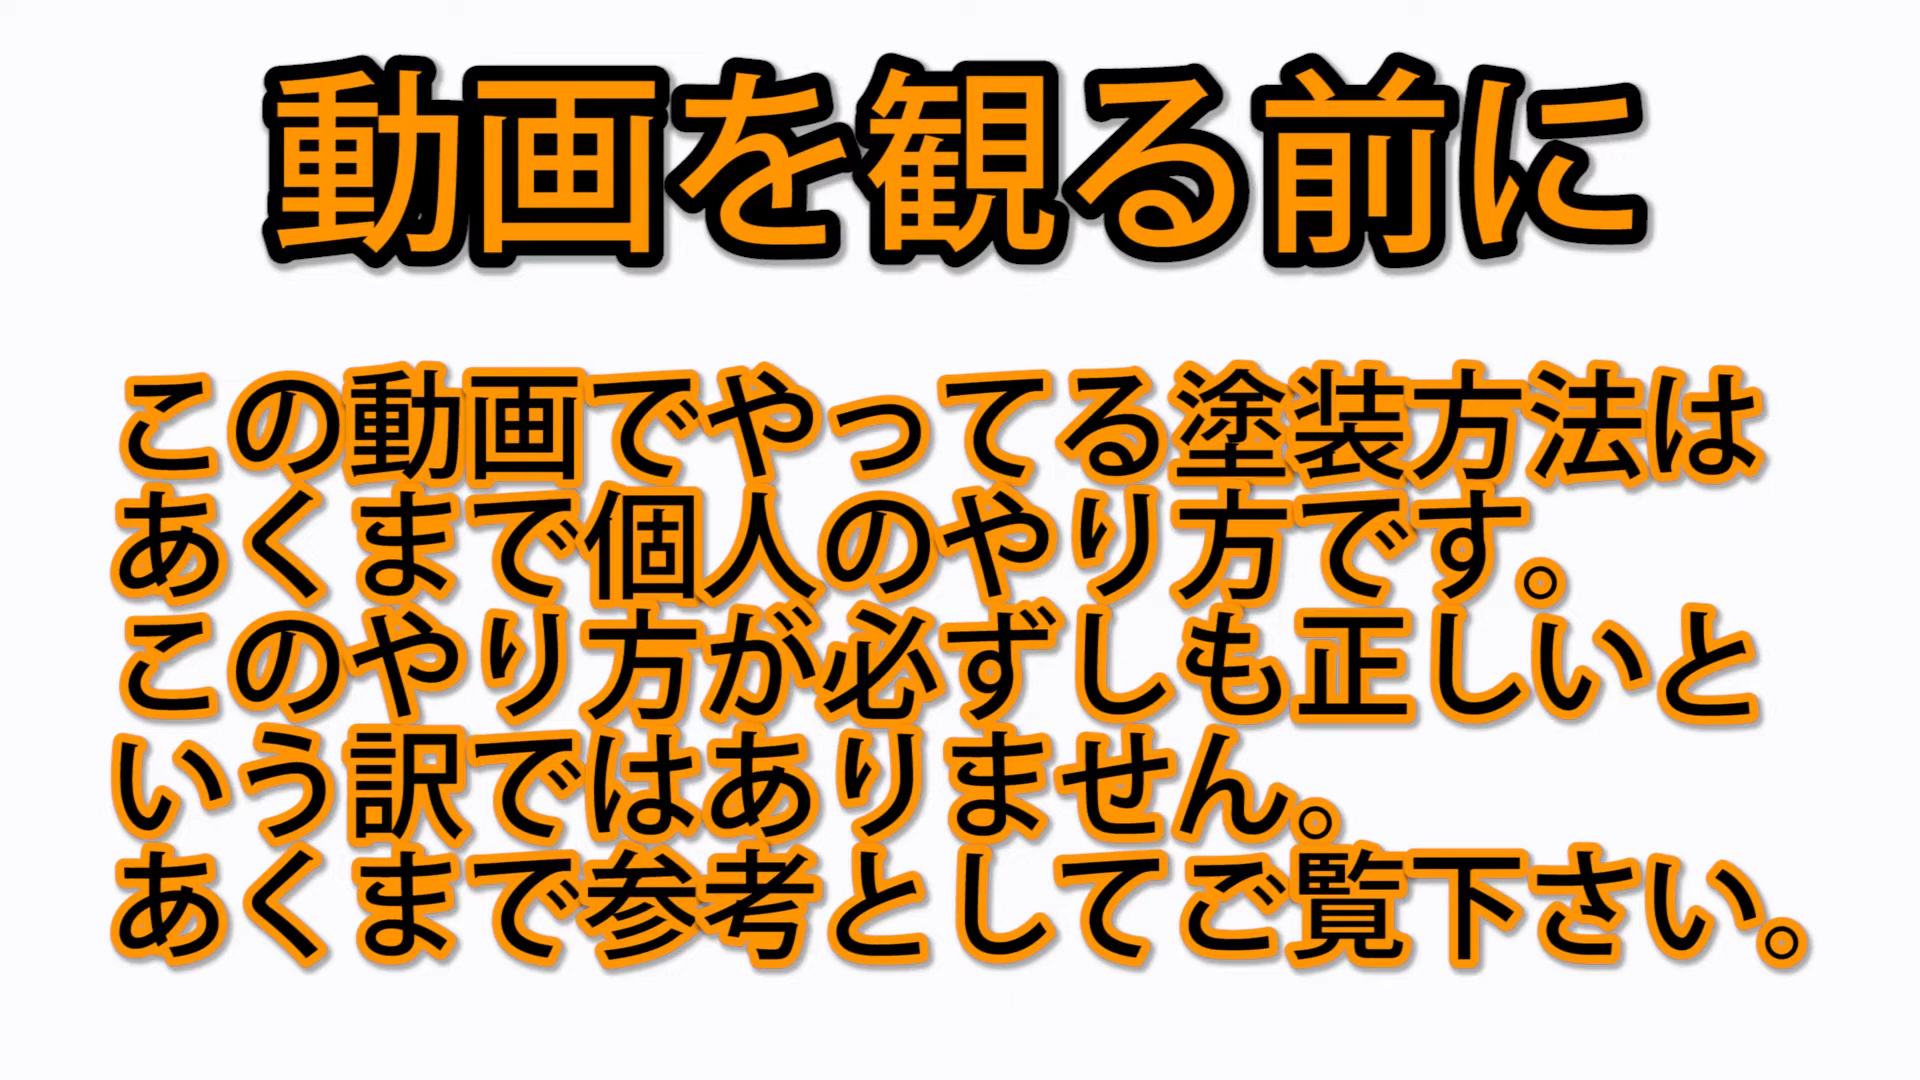 動画を観る前に
この動画でやってる塗装方法は
あくまで個人のやり方です。
このやり方が必ずしも正しいと
いう訳ではありません。
あくまで参考としてご覧下さい。